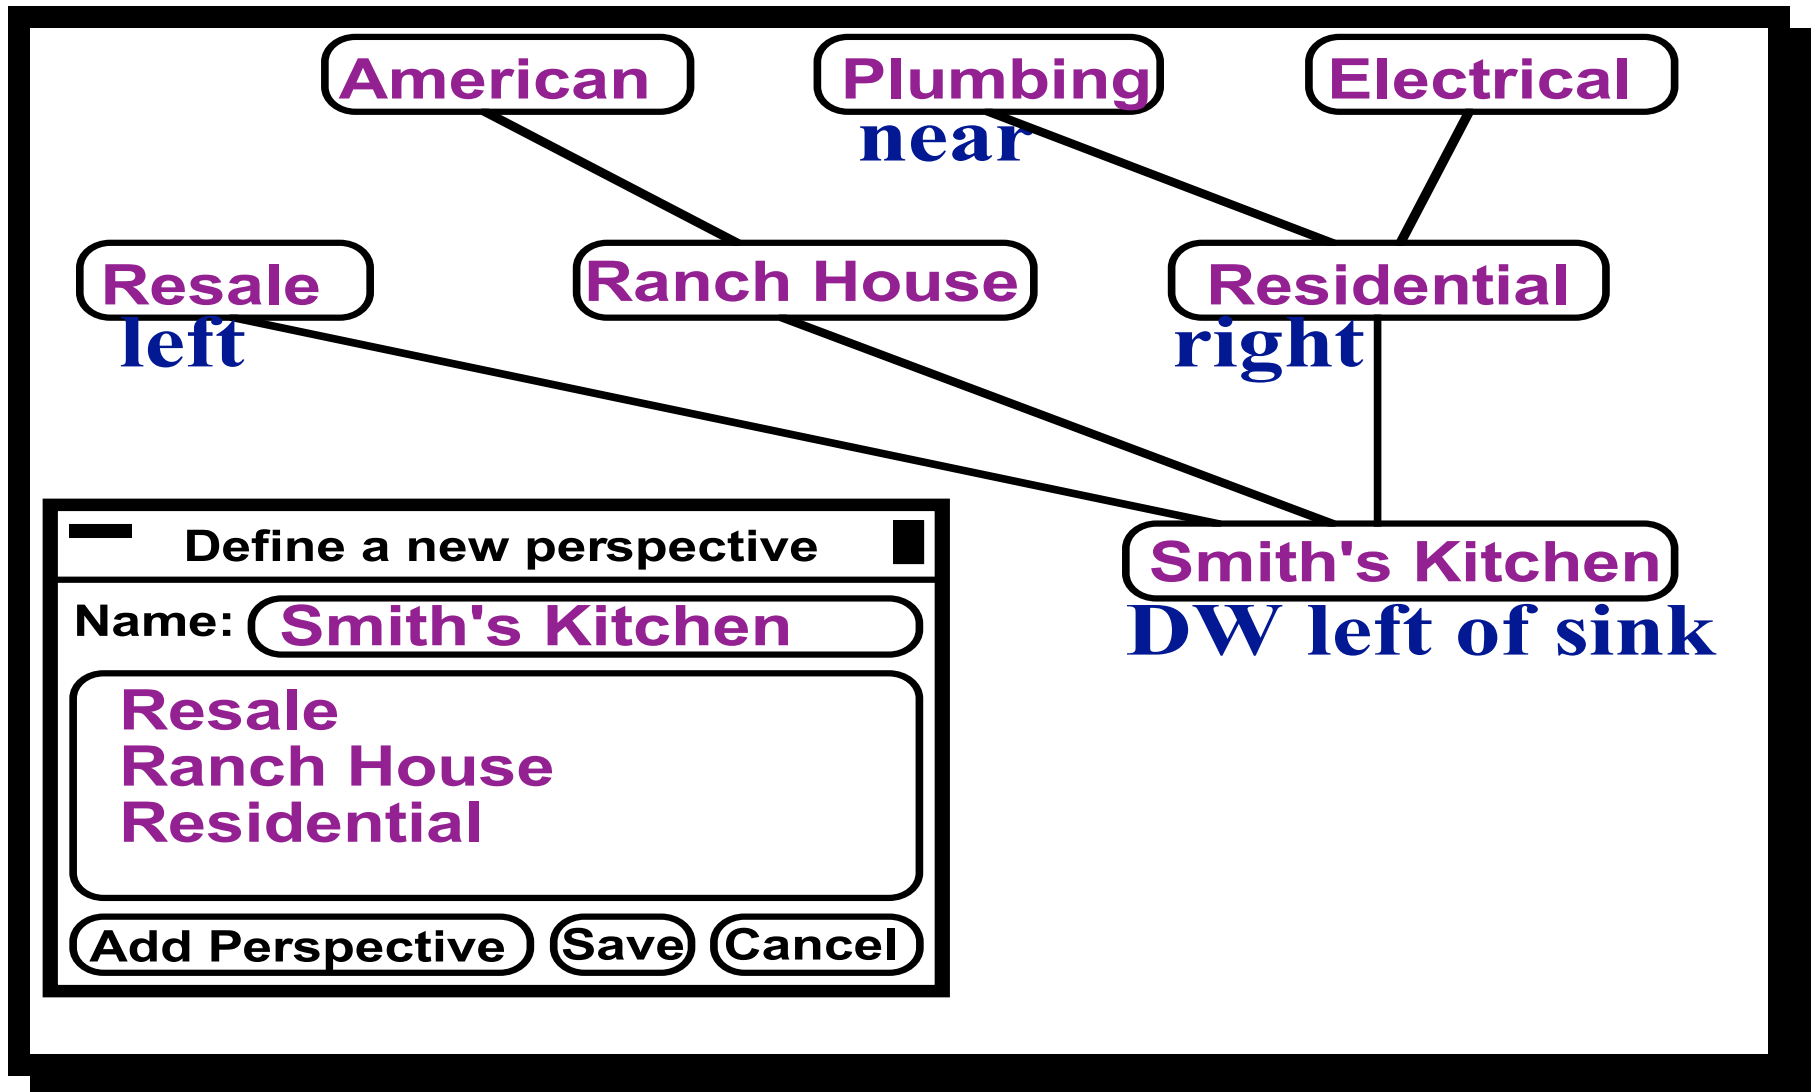 American Plumbing Electrical
near
Resale Ranch House Residential
left right
Define a new perspective
Smith's Kitchen
Name: Smith's Kitchen
DW left of sink
Resale
Ranch House
Residential
Add Perspective Save Cancel